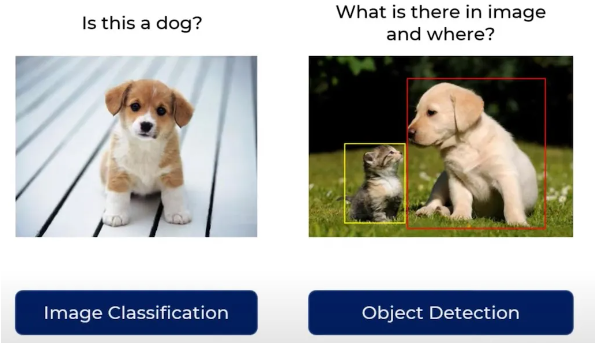 Is this a dog?
What is there in image
and where?
Image Classification
Object Detection